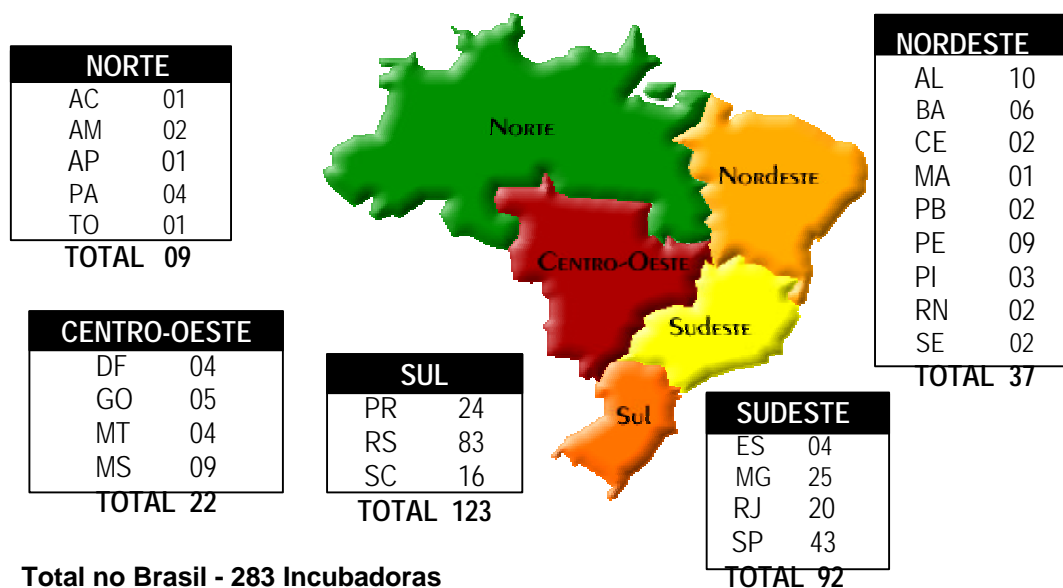 NORTE
AC 01
AM 02
AP 01
PA 04
TO 01
TOTAL 09
NORDESTE
AL 10
BA 06
CE 02
MA 01
PB 02
PE 09
PI 03
RN 02
SE 02
TOTAL 37
Norte
Nordeste
Centro-Oeste
Sudeste
Sul
CENTRO-OESTE
DF 04
GO 05
MT 04
MS 09
TOTAL 22
SUL
PR 24
RS 83
SC 16
TOTAL 123
SUDESTE
ES 04
MG 25
RJ 20
SP 43
TOTAL 92
Total no Brasil - 283 Incubadoras